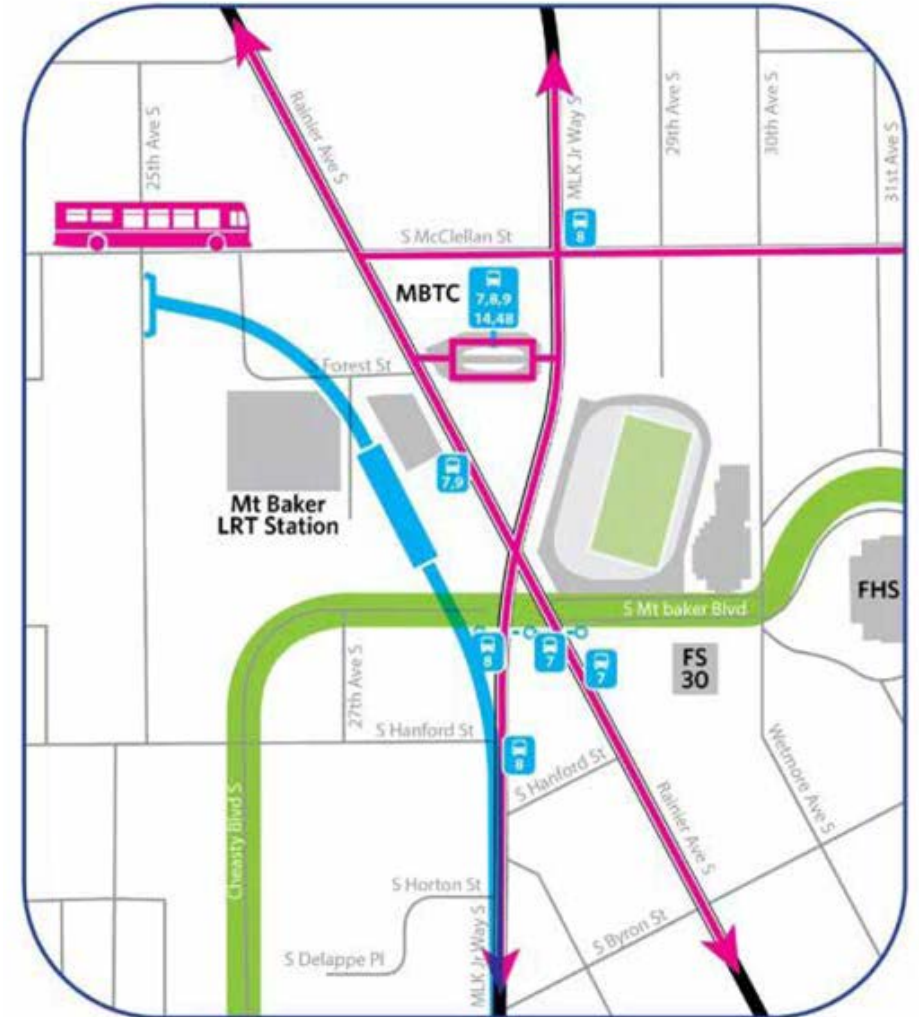 25th Ave S
Rainier Ave S
MLK Jr Way S
29th Ave S
30th Ave S
31st Ave S
S McClellan St
8
MBTC
7,8,9
14,48
S Forest St
7,9
Mt Baker
LRT Station
FHS
S Mt baker Blvd
8
7
7
FS
30
27th Ave S
S Hanford St
8
S Hanford St
Wetmore Ave S
Rainier Ave S
Cheasty Blvd S
S Horton St
MLK Jr Way S
S Byron St
S Delappe Pl